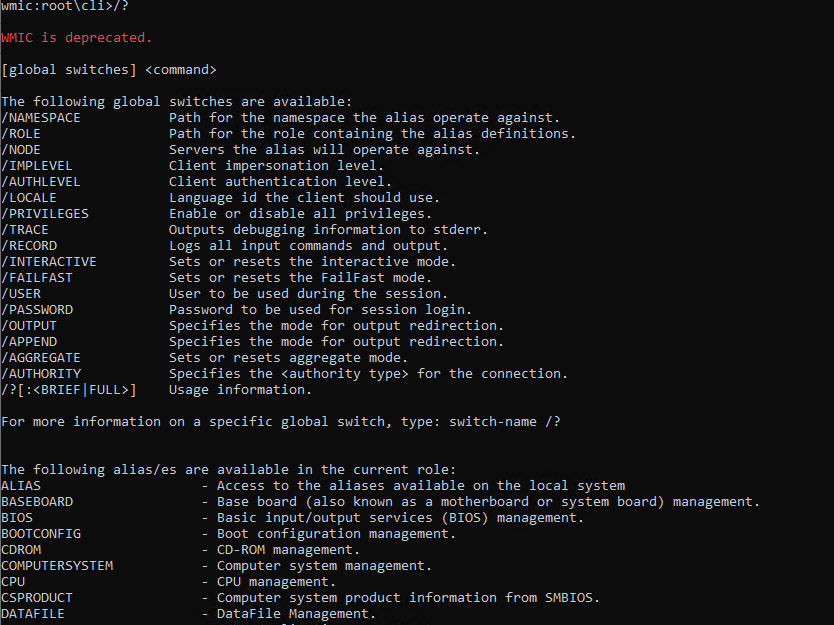 wmic:root\cli>/?
WMIC is deprecated.
[global switches] <command>
The following global switches are available:
/NAMESPACE           Path for the namespace the alias operate against.
/ROLE                Path for the role containing the alias definitions.
/NODE                Servers the alias will operate against.
/IMPLEVEL            Client impersonation level.
/AUTHLEVEL           Client authentication level.
/LOCALE              Language id the client should use.
/PRIVILEGES          Enable or disable all privileges.
/TRACE               Outputs debugging information to stderr.
/RECORD              Logs all input commands and output.
/INTERACTIVE         Sets or resets the interactive mode.
/FAILFAST            Sets or resets the FailFast mode.
/USER                User to be used during the session.
/PASSWORD            Password to be used for session login.
/OUTPUT              Specifies the mode for output redirection.
/APPEND              Specifies the mode for output redirection.
/AGGREGATE           Sets or resets aggregate mode.
/AUTHORITY           Specifies the <authority type> for the connection.
/?[:<BRIEF|FULL>]    Usage information.
For more information on a specific global switch, type: switch-name /?
The following alias/es are available in the current role:
ALIAS                    - Access to the aliases available on the local system
BASEBOARD                - Base board (also known as a motherboard or system board) management.
BIOS                     - Basic input/output services (BIOS) management.
BOOTCONFIG               - Boot configuration management.
CDROM                    - CD-ROM management.
COMPUTERSYSTEM           - Computer system management.
CPU                      - CPU management.
CSPRODUCT                - Computer system product information from SMBIOS.
DATAFILE                 - DataFile Management.